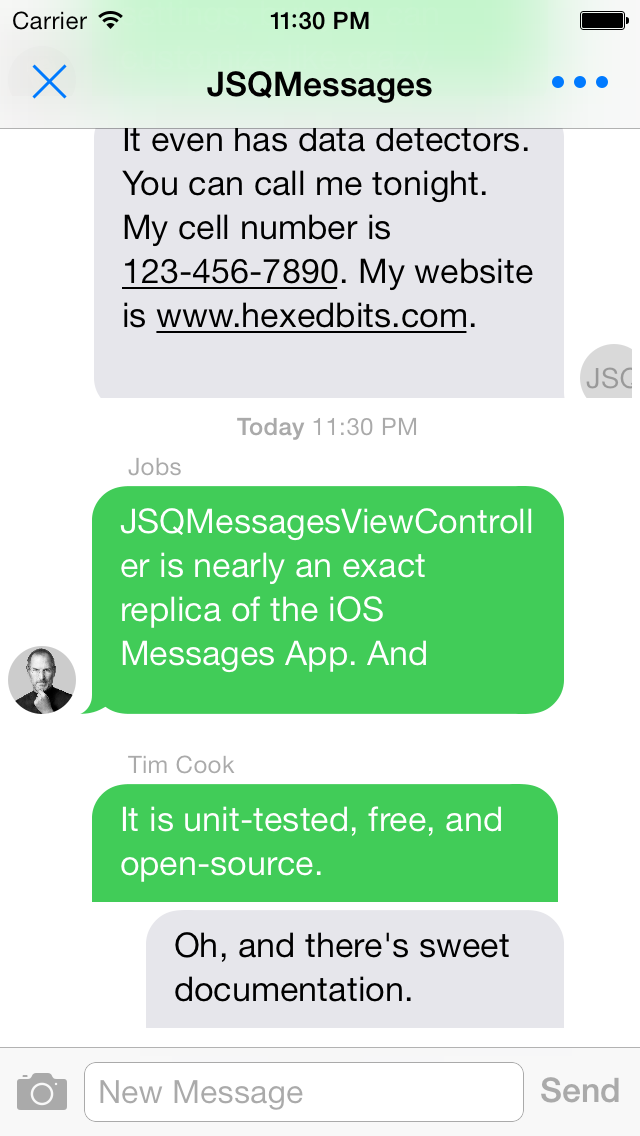 Carrier 11:30 PM
JSQMessages
It even has data detectors.
You can call me tonight.
My cell number is
123-456-7890. My website
is www.hexedbits.com.
JSQ
Today 11:30 PM
Jobs
JSQMessagesViewControll
er is nearly an exact
replica of the iOS
Messages App. And
Tim Cook
It is unit-tested, free, and
open-source.
Oh, and there's sweet
documentation.
New Message
Send